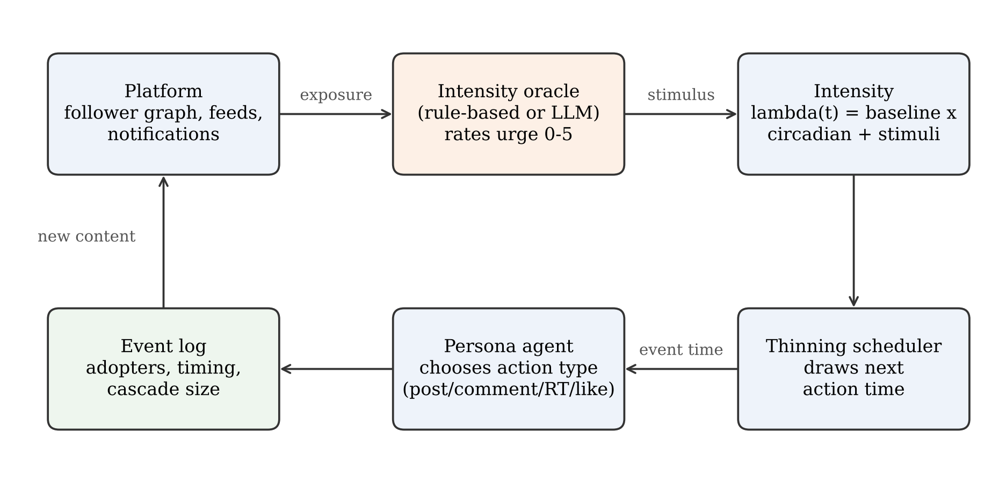 Platform
follower graph, feeds,
notifications
exposure
Intensity oracle
(rule-based or LLM)
rates urge 0-5
stimulus
Intensity
lambda(t) = baseline x
circadian + stimuli
new content
Event log
adopters, timing,
cascade size
Persona agent
chooses action type
(post/comment/RT/like)
event time
Thinning scheduler
draws next
action time